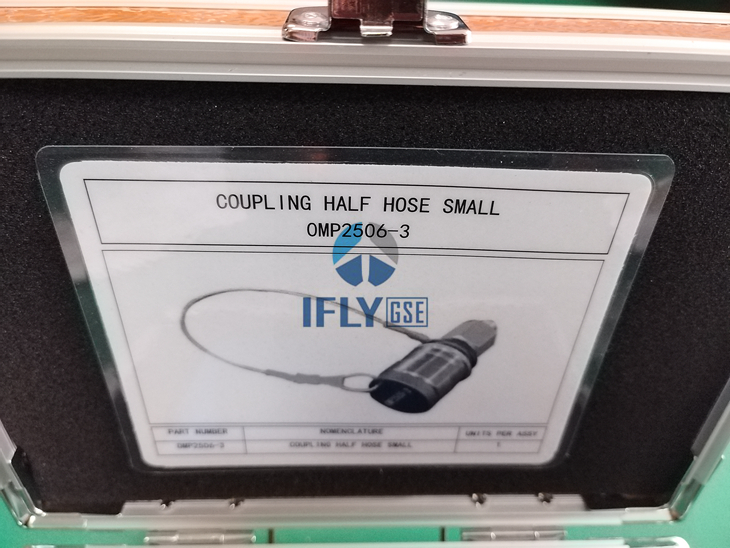 COUPLING HALF HOSE SMALL
OMP2506-3
IFLY GSE
PART NUMBER NOMENCLATURE UNITS PER ASSY
OMP2506-3 COUPLING HALF HOSE SMALL 1